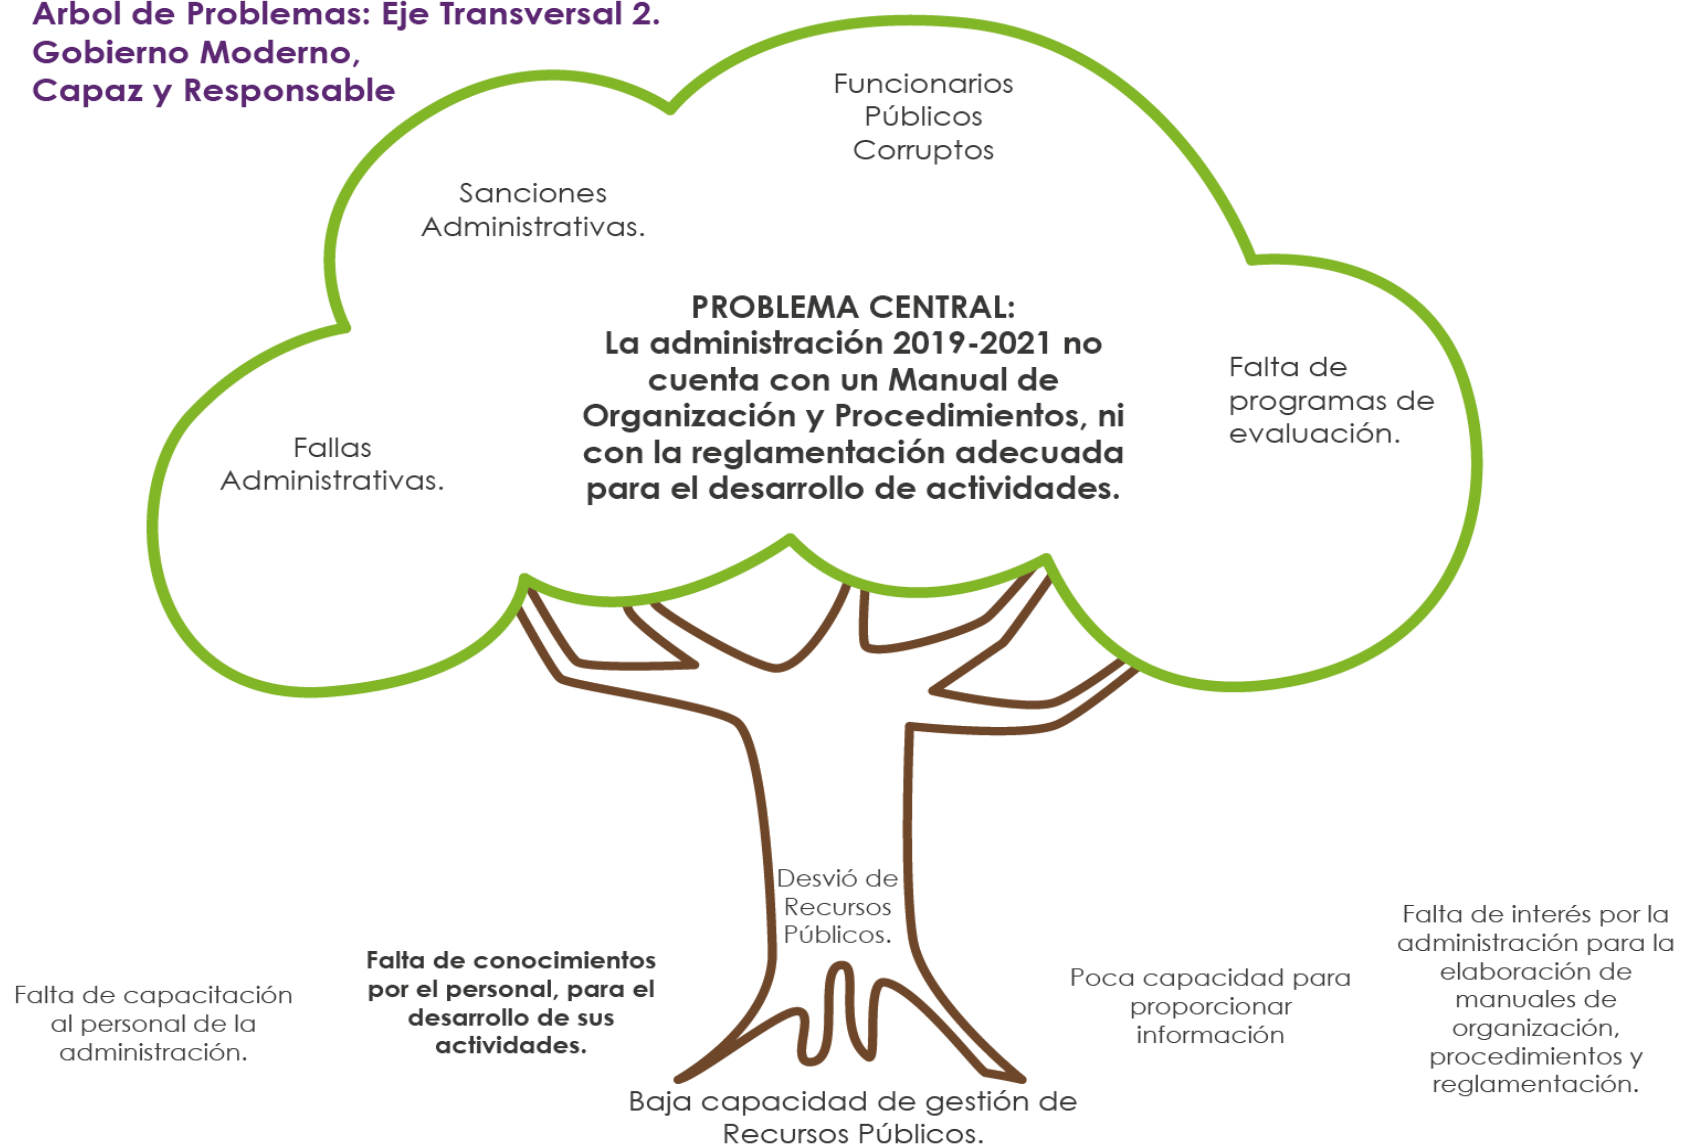 Arbol de Problemas: Eje Transversal 2.
Gobierno Moderno,
Capaz y Responsable
Funcionarios
Públicos
Corruptos
Sanciones
Administrativas.
PROBLEMA CENTRAL:
La administración 2019-2021 no
cuenta con un Manual de
Organización y Procedimientos, ni
con la reglamentación adecuada
para el desarrollo de actividades.
Falta de
programas de
evaluación.
Fallas
Administrativas.
Desvió de
Recursos
Públicos.
Falta de capacitación
al personal de la
administración.
Falta de conocimientos
por el personal, para el
desarrollo de sus
actividades.
Baja capacidad de gestión de
Recursos Públicos.
Poca capacidad para
proporcionar
información
Falta de interés por la
administración para la
elaboración de
manuales de
organización,
procedimientos y
reglamentación.